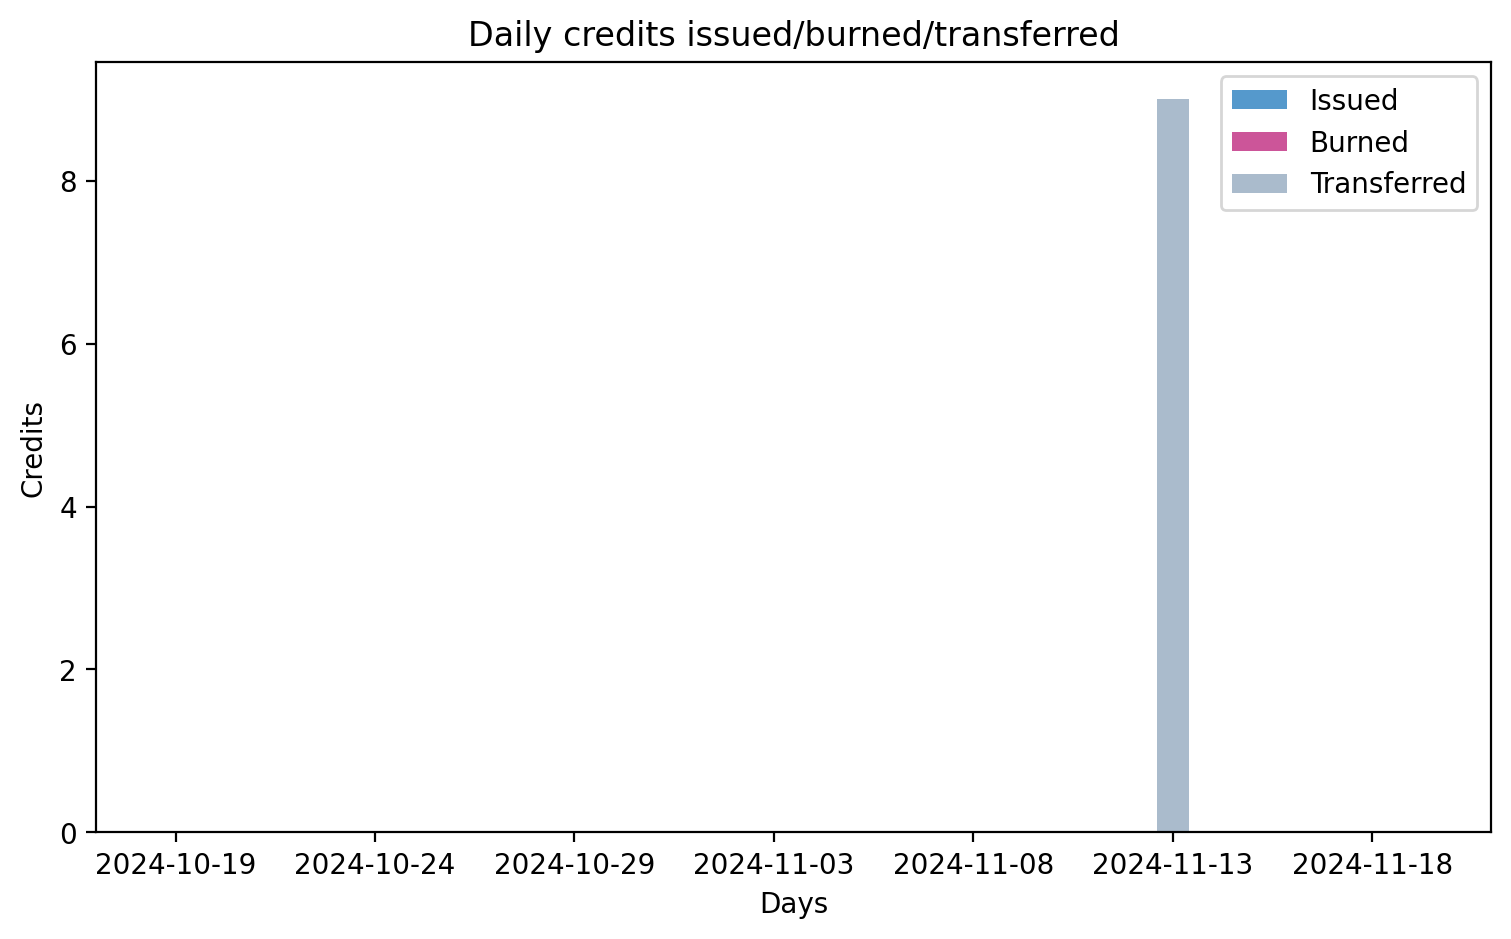 Daily credits issued/burned/transferred
Issued
Burned
Transferred
8
6
4
2
0
Credits
2024-10-19 2024-10-24 2024-10-29 2024-11-03 2024-11-08 2024-11-13 2024-11-18
Days